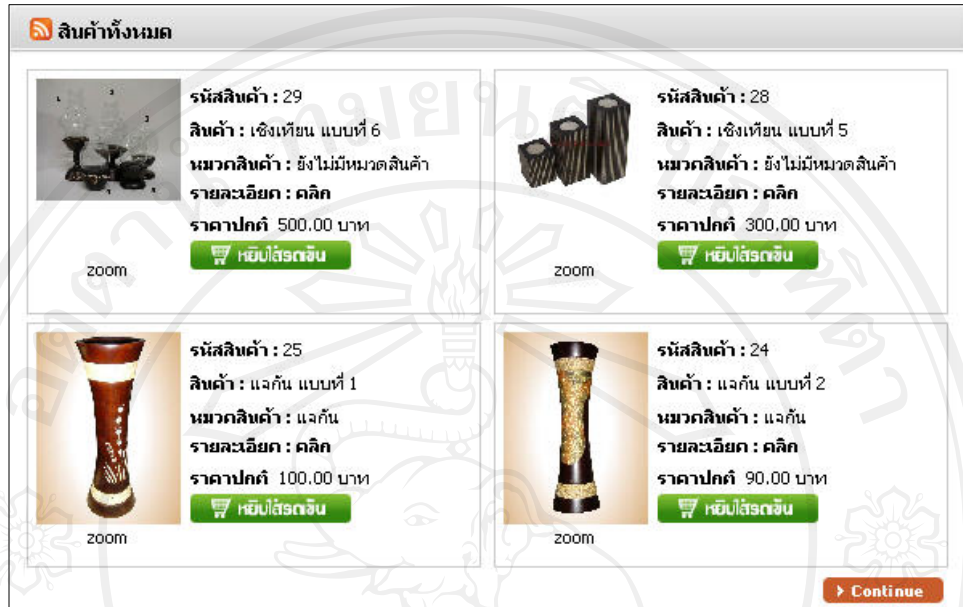 สินค้าทั้งหมด
รหัสสินค้า : 29
สินค้า : เชิงเทียน แบบที่ 6
หมวดสินค้า : ยังไม่มีหมวดสินค้า
รายละเอียด : คลิก
ราคาปกติ 500.00 บาท
หยิบใส่รถเข็น
zoom
รหัสสินค้า : 28
สินค้า : เชิงเทียน แบบที่ 5
หมวดสินค้า : ยังไม่มีหมวดสินค้า
รายละเอียด : คลิก
ราคาปกติ 300.00 บาท
หยิบใส่รถเข็น
zoom
รหัสสินค้า : 25
สินค้า : แจกัน แบบที่ 1
หมวดสินค้า : แจกัน
รายละเอียด : คลิก
ราคาปกติ 100.00 บาท
หยิบใส่รถเข็น
zoom
รหัสสินค้า : 24
สินค้า : แจกัน แบบที่ 2
หมวดสินค้า : แจกัน
รายละเอียด : คลิก
ราคาปกติ 90.00 บาท
หยิบใส่รถเข็น
zoom
Continue